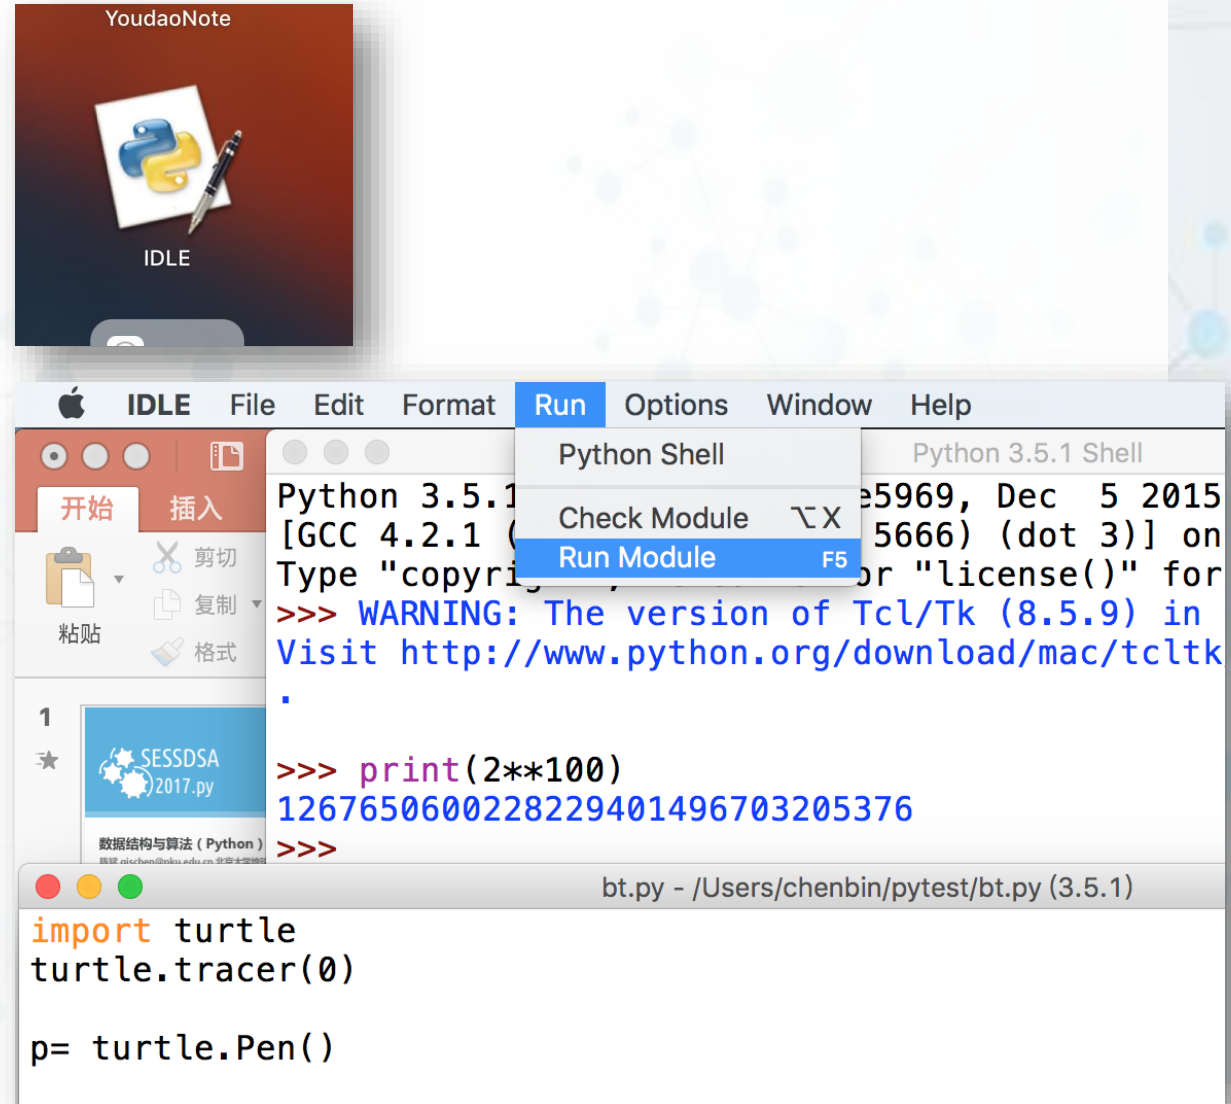 YoudaoNote
IDLE
IDLE File Edit Format Run Options Window Help
Python Shell
Check Module ⌥X
Run Module F5
Python 3.5.1 Shell
开始 插入
剪切
复制
粘贴
格式
Python 3.5.1 e5969, Dec 5 2015
[GCC 4.2.1 ( 5666) (dot 3)] on
Type "copyri or "license()" for
>>> WARNING: The version of Tcl/Tk (8.5.9) in
Visit http://www.python.org/download/mac/tcltk
.
>>> print(2**100)
1267650600228229401496703205376
>>>
1
SESSDSA
2017.py
数据结构与算法（Python）
bt.py - /Users/chenbin/pytest/bt.py (3.5.1)
import turtle
turtle.tracer(0)
p= turtle.Pen()